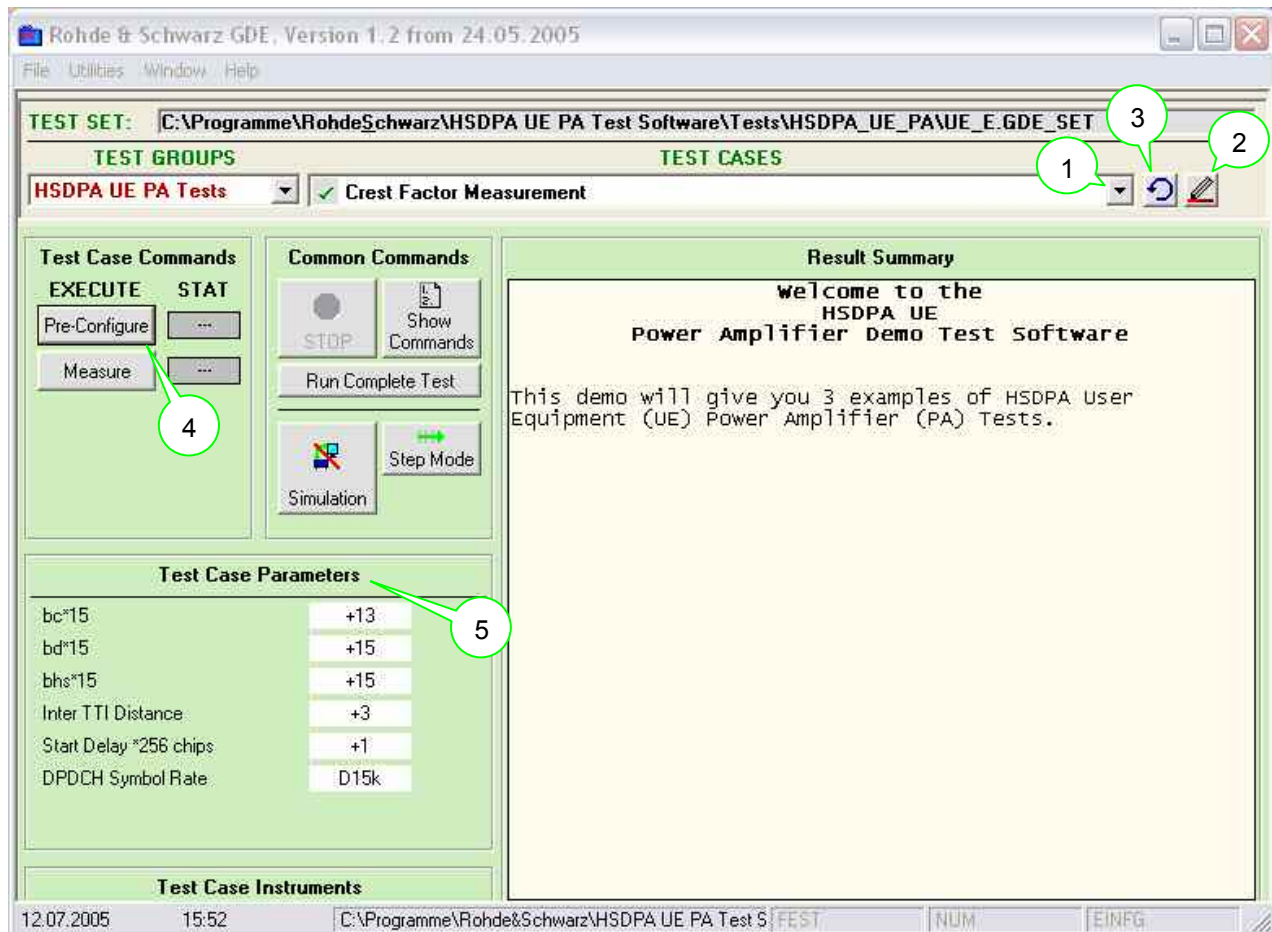 Rohde & Schwarz GDE, Version 1.2 from 24.05.2005
File Utilities Window Help
TEST SET: C:\Programme\RohdeSchwarz\HSDPA UE PA Test Software\Tests\HSDPA_UE_PA\UE_E.GDE_SET
3
2
TEST GROUPS TEST CASES
1
HSDPA UE PA Tests Crest Factor Measurement
Test Case Commands
EXECUTE STAT
Pre-Configure ---
Measure ---
4
Common Commands
STOP
1. 2.
Show
Commands
Run Complete Test
Simulation
Step Mode
Result Summary
Welcome to the
HSDPA UE
Power Amplifier Demo Test Software
This demo will give you 3 examples of HSDPA User
Equipment (UE) Power Amplifier (PA) Tests.
Test Case Parameters
5
bc*15 +13
bd*15 +15
bhs*15 +15
Inter TTI Distance +3
Start Delay *256 chips +1
DPDCH Symbol Rate D15k
Test Case Instruments
12.07.2005 15:52 C:\Programme\Rohde&Schwarz\HSDPA UE PA Test S FEST NUM EINFG